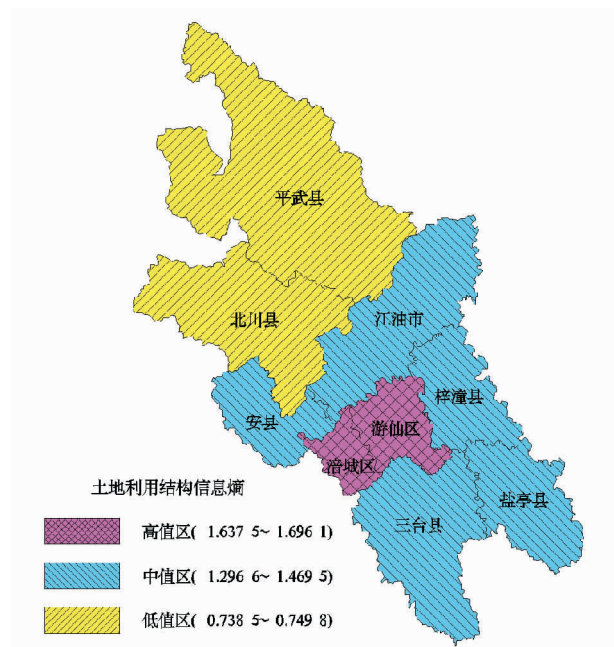 平武县
北川县
江油市
梓潼县
安县
游仙区
涪城区
盐亭县
三台县
土地利用结构信息熵
高值区( 1.637 5~ 1.696 1)
中值区( 1.296 6~ 1.469 5)
低值区( 0.738 5~ 0.749 8)